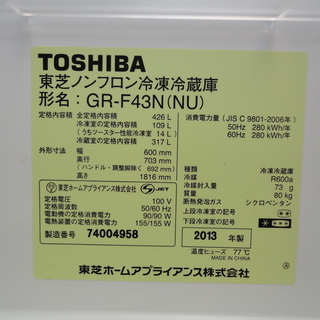 TOSHIBA
東芝ノンフロン冷凍冷蔵庫
形名：GR-F43N(NU)
全定格内容積 426 L
冷凍室の定格内容積 109 L
(うちツースター性能冷凍室 14 L)
冷蔵室の定格内容積 317 L
外形寸法 幅 600 mm
奥行 703 mm
(ハンドル・調整脚除く 692 mm)
高さ 1816 mm
消費電力量 (JIS C 9801-2006年)
50Hz 280 kWh/年
60Hz 280 kWh/年
東芝ホームアプライアンス株式会社
S-JET
定格電圧 100 V
定格周波数 50/60 Hz
電動機の定格消費電力 90/90 W
電熱装置の定格消費電力 155/155 W
製造番号 74004958
種類 冷凍冷蔵庫
冷媒 R600a
冷媒封入量 73 g
質量 80 kg
断熱発泡ガス シクロペンタン
上段冷凍室の記号
下段冷凍室の記号
2013 年製
温度ヒューズ 77℃
東芝ホームアプライアンス株式会社
Ⓐ